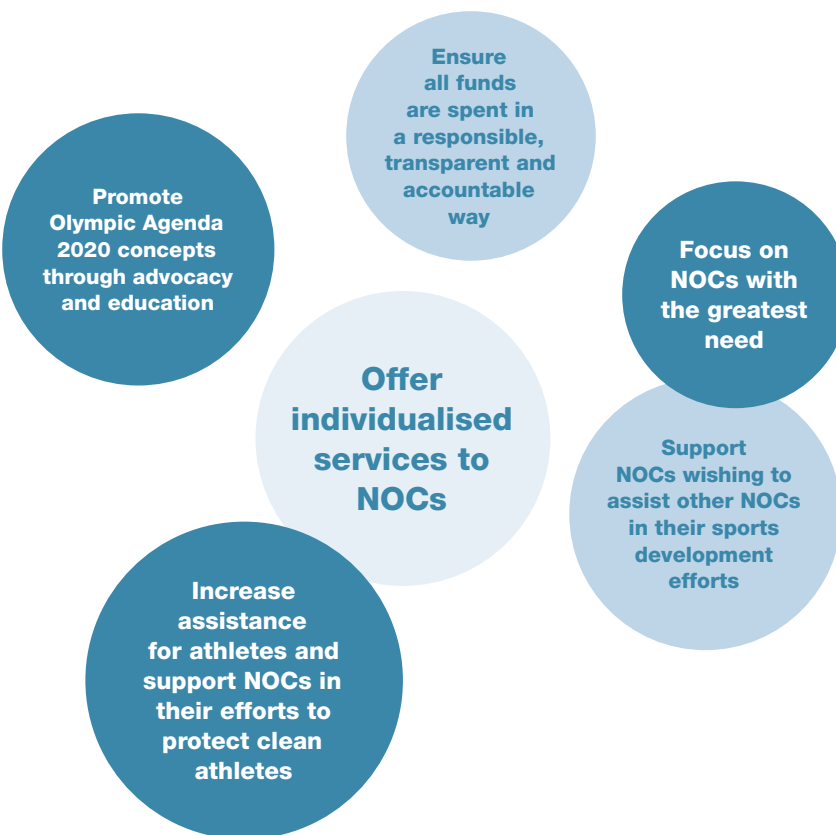 Ensure
all funds
are spent in
a responsible,
transparent and
accountable
way
Promote
Olympic Agenda
2020 concepts
through advocacy
and education
Focus on
NOCs with
the greatest
need
Offer
individualised
services to
NOCs
Support
NOCs wishing to
assist other NOCs
in their sports
development
efforts
Increase
assistance
for athletes and
support NOCs in
their efforts to
protect clean
athletes